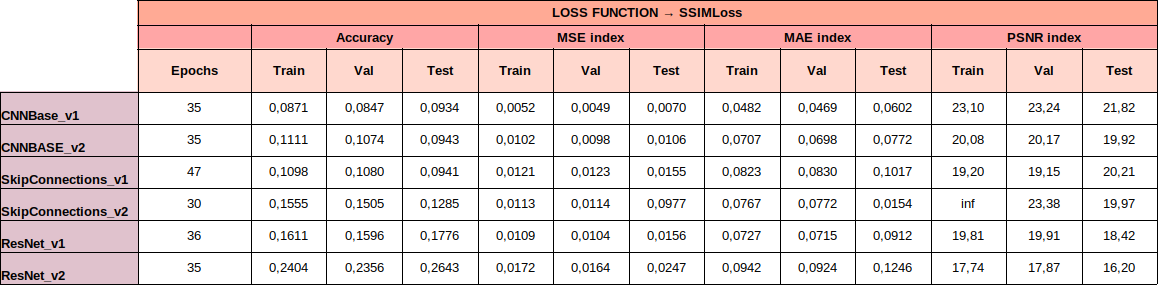 LOSS FUNCTION → SSIMLoss
Accuracy MSE index MAE index PSNR index
Epochs Train Val Test Train Val Test Train Val Test Train Val Test
CNNBase_v1 35 0,0871 0,0847 0,0934 0,0052 0,0049 0,0070 0,0482 0,0469 0,0602 23,10 23,24 21,82
CNNBASE_v2 35 0,1111 0,1074 0,0943 0,0102 0,0098 0,0106 0,0707 0,0698 0,0772 20,08 20,17 19,92
SkipConnections_v1 47 0,1098 0,1080 0,0941 0,0121 0,0123 0,0155 0,0823 0,0830 0,1017 19,20 19,15 20,21
SkipConnections_v2 30 0,1555 0,1505 0,1285 0,0113 0,0114 0,0977 0,0767 0,0772 0,0154 inf 23,38 19,97
ResNet_v1 36 0,1611 0,1596 0,1776 0,0109 0,0104 0,0156 0,0727 0,0715 0,0912 19,81 19,91 18,42
ResNet_v2 35 0,2404 0,2356 0,2643 0,0172 0,0164 0,0247 0,0942 0,0924 0,1246 17,74 17,87 16,20